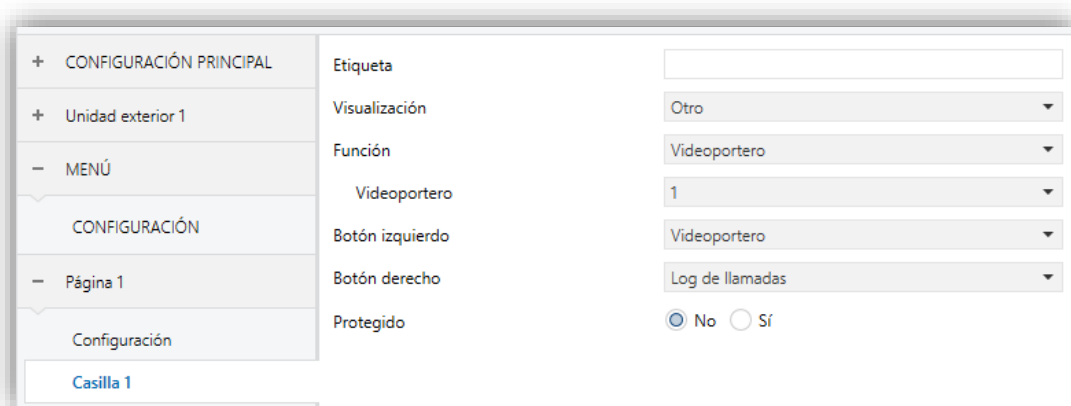 CONFIGURACIÓN PRINCIPAL
Unidad exterior 1
MENÚ
CONFIGURACIÓN
Página 1
Configuración
Casilla 1
Etiqueta
Visualización Otro
Función Videoportero
Videoportero 1
Botón izquierdo Videoportero
Botón derecho Log de llamadas
Protegido No Sí